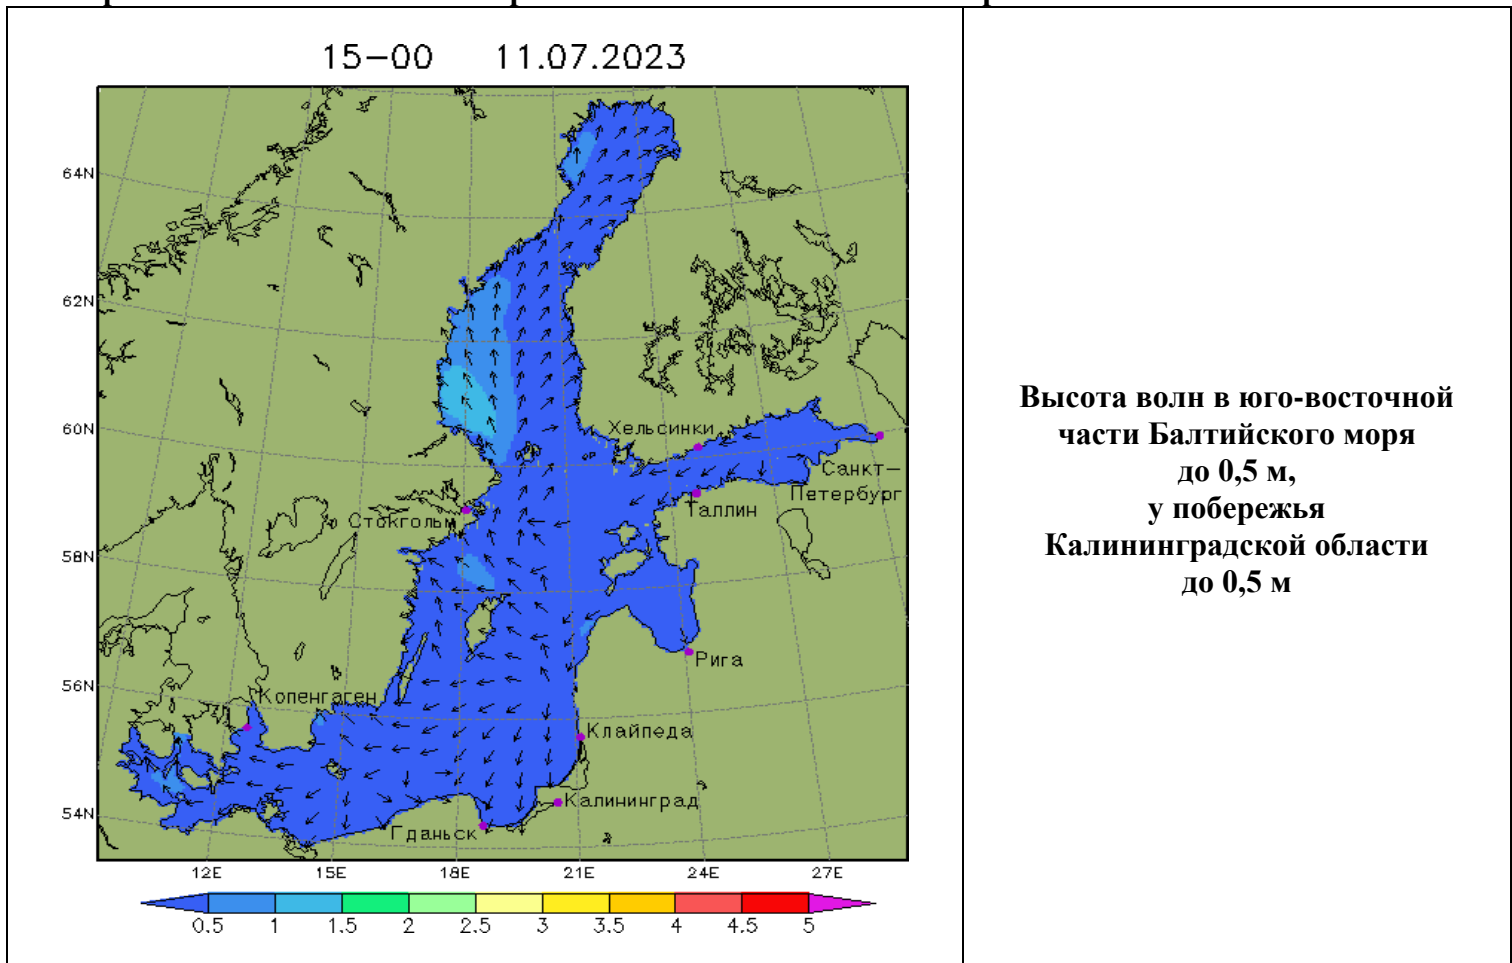 15-00 11.07.2023
64N
62N
60N
58N
56N
54N
Хельсинки
Санкт-
Петербург
Таллин
Стокгольм
Рига
Копенгаген
Клайпеда
Калининград
Гданьск
12E 15E 18E 21E 24E 27E
0.5 1 1.5 2 2.5 3 3.5 4 4.5 5
Высота волн в юго-восточной
части Балтийского моря
до 0,5 м,
у побережья
Калининградской области
до 0,5 м